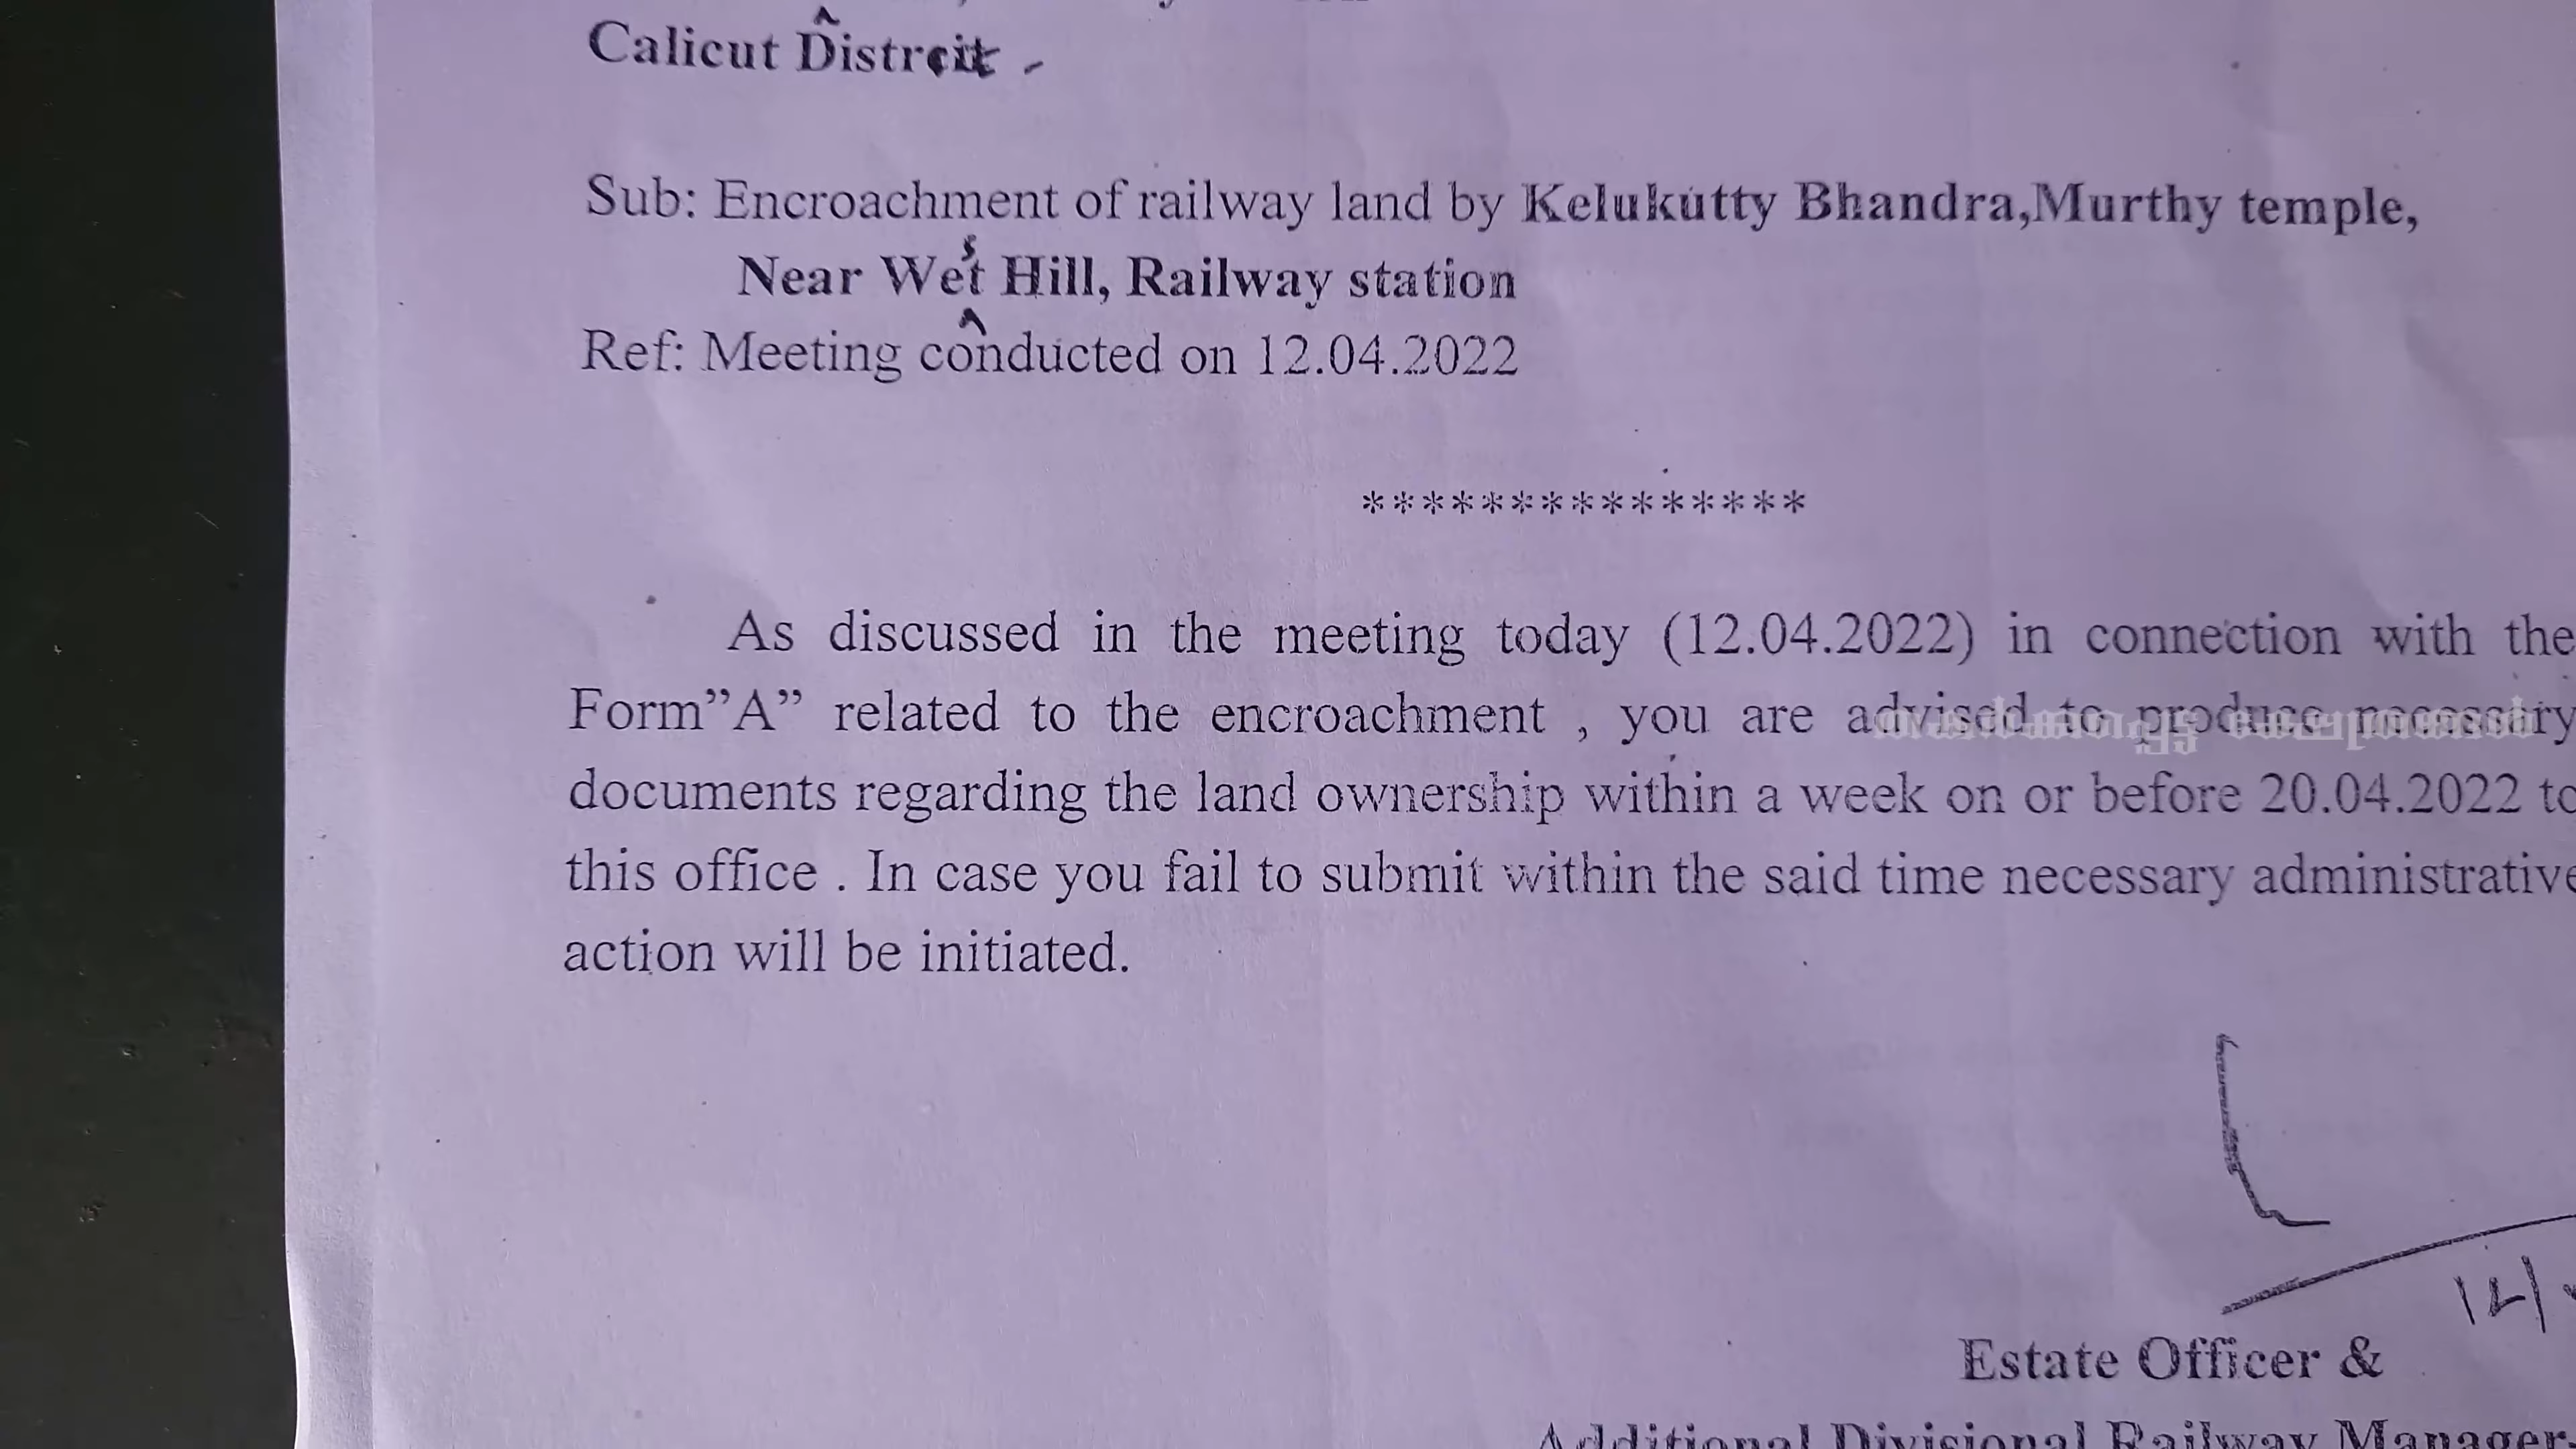 Calicut Distrcit -
Sub: Encroachment of railway land by Kelukutty Bhandra,Murthy temple,
Near West Hill, Railway station
Ref: Meeting conducted on 12.04.2022
***************
As discussed in the meeting today (12.04.2022) in connection with the
Form”A” related to the encroachment , you are advised to produce necessary
documents regarding the land ownership within a week on or before 20.04.2022 to
this office . In case you fail to submit within the said time necessary administrative
action will be initiated.
Estate Officer &
Additional Divisional Railway Manager